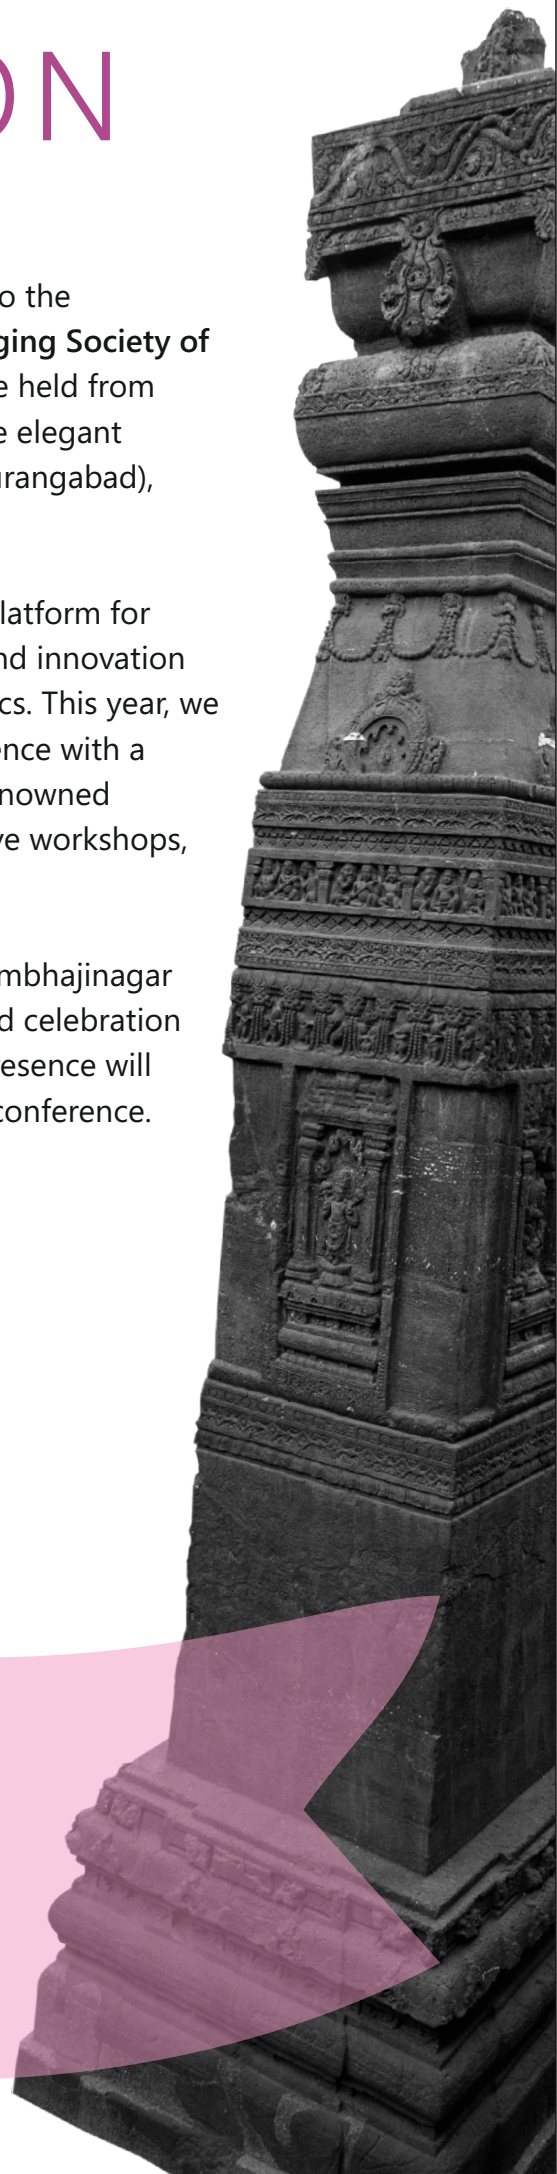 ON
o the
ging Society of
e held from
e elegant
urangabad),
latform for
nd innovation
cs. This year, we
ence with a
nowned
ve workshops,
mbhajinagar
d celebration
esence will
conference.